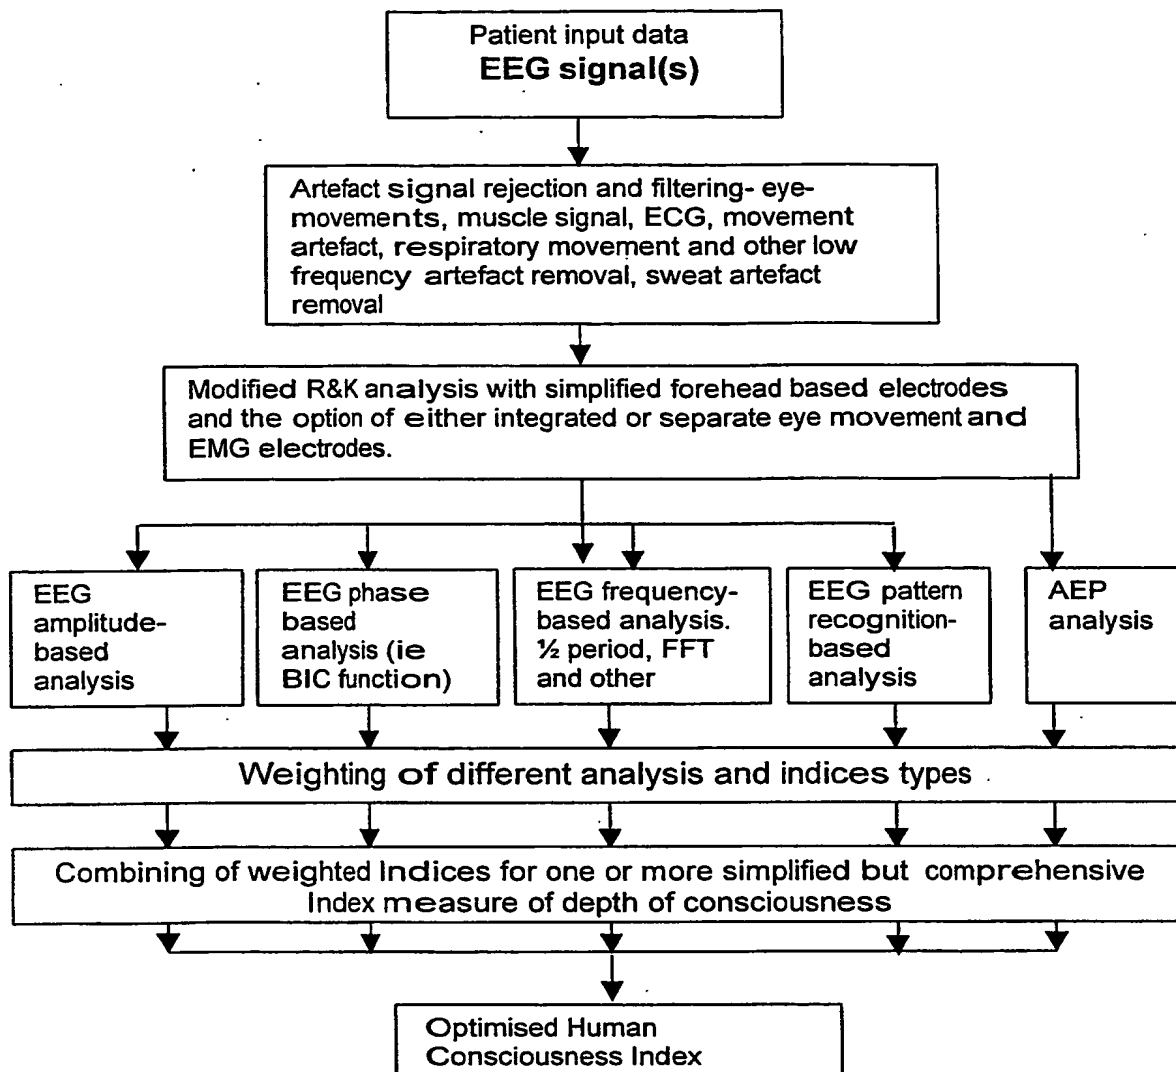 Patient input data
EEG signal(s)
Artefact signal rejection and filtering- eye-
movements, muscle signal, ECG, movement
artefact, respiratory movement and other low
frequency artefact removal, sweat artefact
removal
Modified R&K analysis with simplified forehead based electrodes
and the option of either integrated or separate eye movement and
EMG electrodes.
EEG
amplitude-
based
analysis
EEG phase
based
analysis (ie
BIC function)
EEG frequency-
based analysis.
½ period, FFT
and other
EEG pattern
recognition-
based
analysis
AEP
analysis
Weighting of different analysis and indices types
Combining of weighted Indices for one or more simplified but comprehensive
Index measure of depth of consciousness
Optimised Human
Consciousness Index